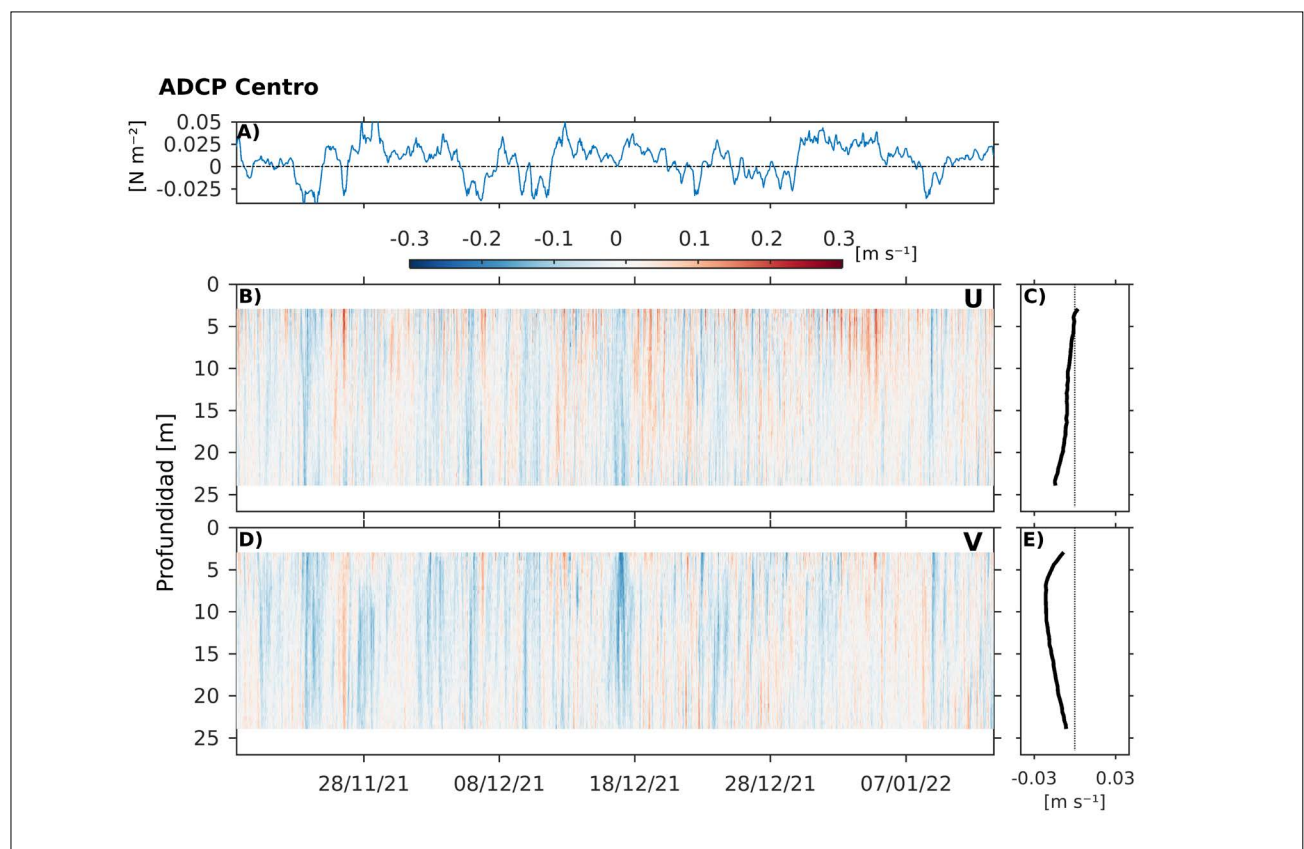 ADCP Centro
A)
[N m⁻²]
0.05
0.025
0
-0.025
-0.3 -0.2 -0.1 0 0.1 0.2 0.3 [m s⁻¹]
B) U
C)
0
5
10
15
20
25
Profundidad [m]
D) V
E)
0
5
10
15
20
25
28/11/21 08/12/21 18/12/21 28/12/21 07/01/22
-0.03 0.03
[m s⁻¹]